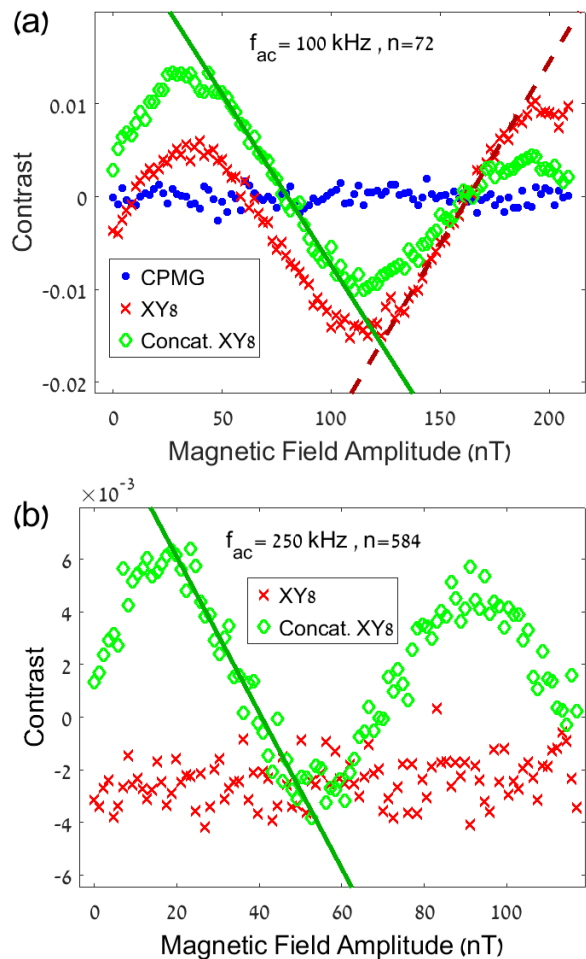 (a)
f_ac = 100 kHz , n=72
0.01
0
-0.01
-0.02
Contrast
CPMG
XY8
Concat. XY8
0 50 100 150 200
Magnetic Field Amplitude (nT)
×10⁻³
(b)
f_ac = 250 kHz , n=584
6
4
2
0
-2
-4
-6
Contrast
XY8
Concat. XY8
0 20 40 60 80 100
Magnetic Field Amplitude (nT)